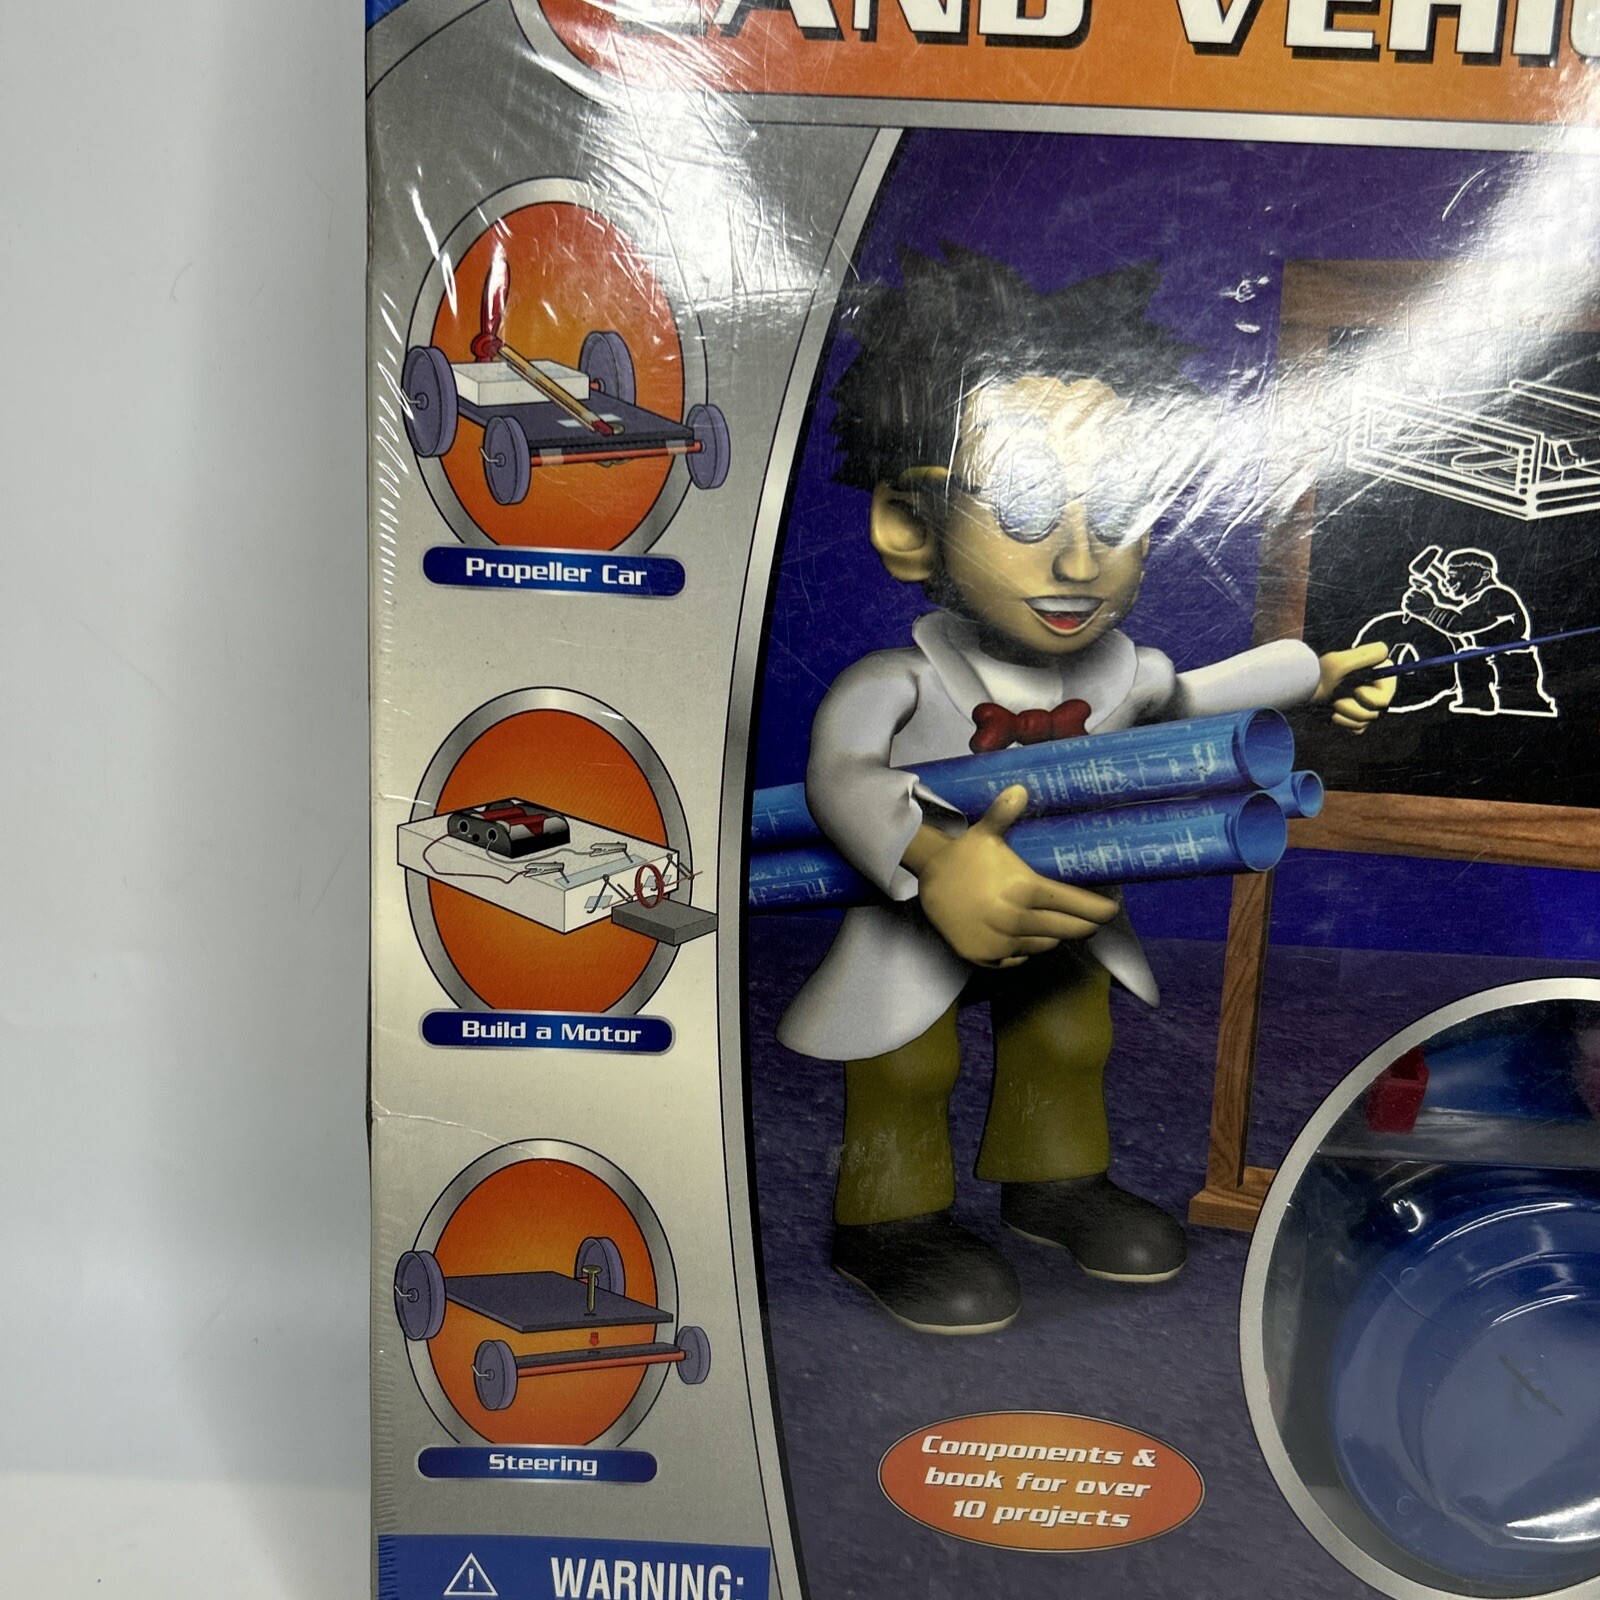 LAND VEHIC
Propeller Car
Build a Motor
Steering
Components &
book for over
10 projects
WARNING: